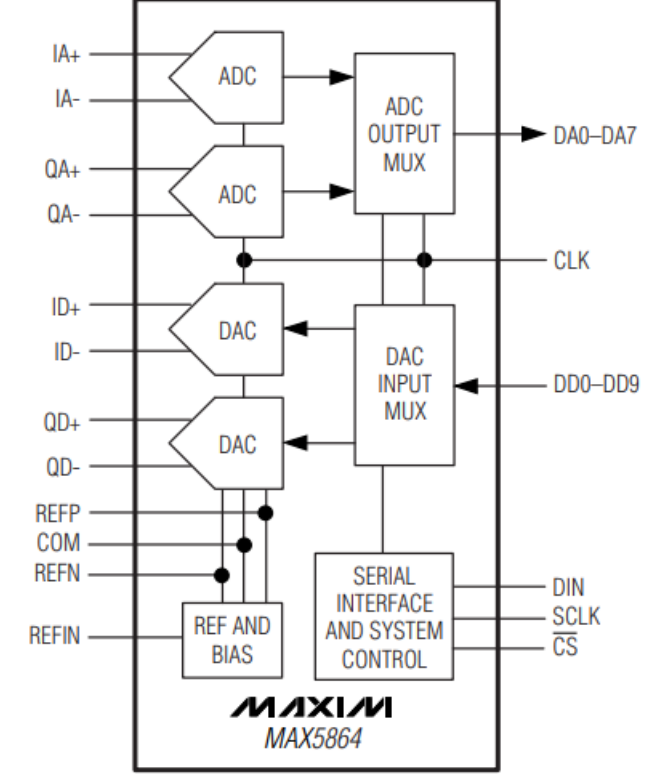 IA+
IA-
QA+
QA-
ID+
ID-
QD+
QD-
REFP
COM
REFN
REFIN
ADC
ADC
DAC
DAC
REF AND
BIAS
ADC
OUTPUT
MUX
DAC
INPUT
MUX
SERIAL
INTERFACE
AND SYSTEM
CONTROL
DA0–DA7
CLK
DD0–DD9
DIN
SCLK
CS
MAXIM
MAX5864